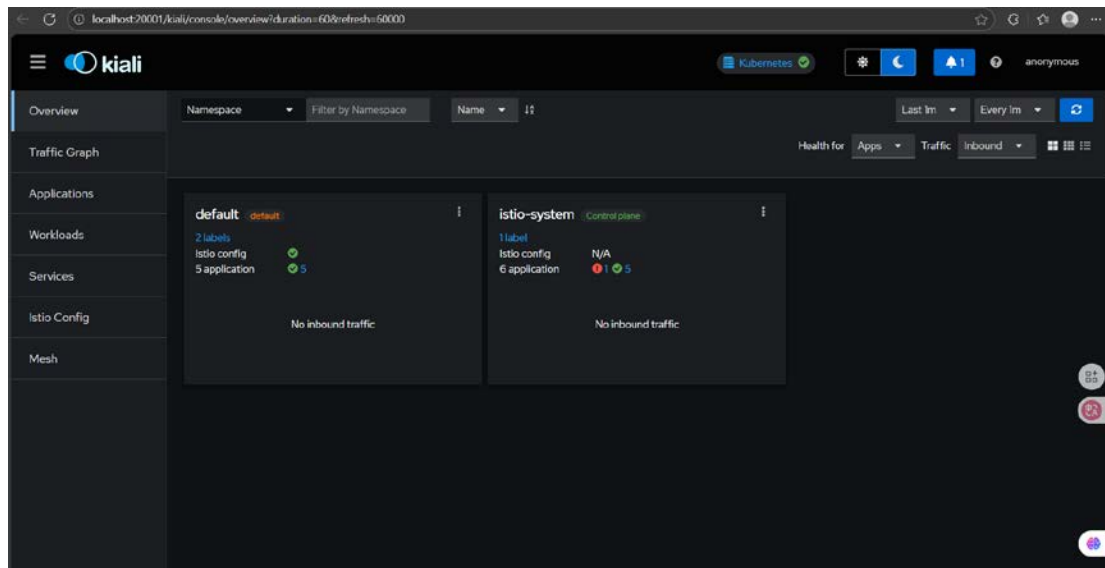 localhost:20001/kiali/console/overview?duration=60&refresh=60000
kiali
Kubernetes
1
anonymous
Overview
Traffic Graph
Applications
Workloads
Services
Istio Config
Mesh
Namespace Filter by Namespace Name Last 1m Every 1m
Health for Apps Traffic Inbound
default default
2 labels
Istio config
5 application 5
No inbound traffic
istio-system Control plane
1 label
Istio config N/A
6 application 1 5
No inbound traffic